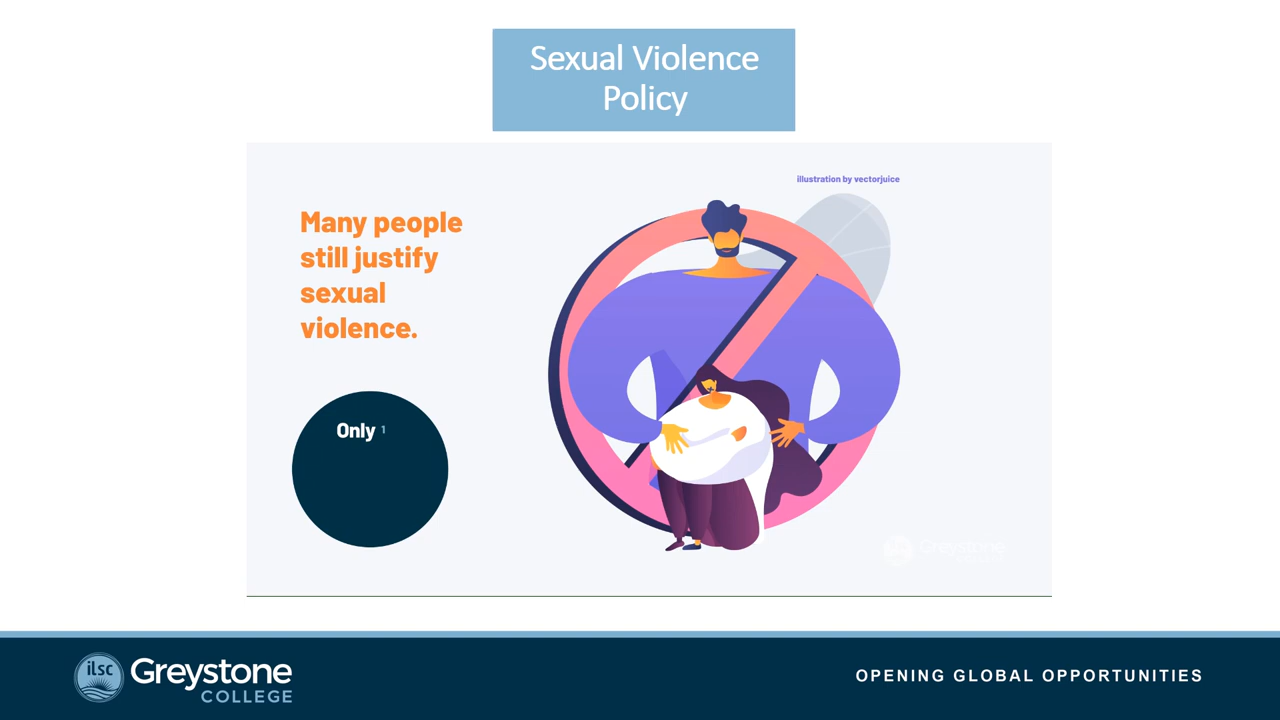 Sexual Violence
Policy
illustration by vectorjuice
Many people
still justify
sexual
violence.
Only 1
Greystone
ilsc
Greystone
COLLEGE
OPENING GLOBAL OPPORTUNITIES